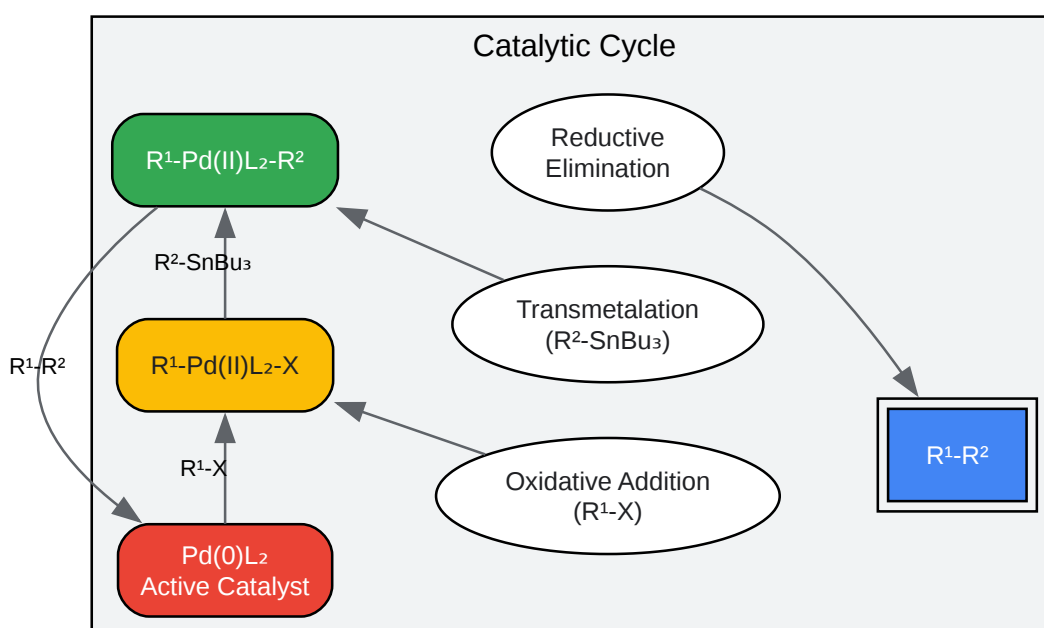 Catalytic Cycle
R¹-Pd(II)L₂-R²
Reductive
Elimination
R²-SnBu₃
Transmetalation
(R²-SnBu₃)
R¹-R²
R¹-Pd(II)L₂-X
R¹-X
Oxidative Addition
(R¹-X)
R¹-R²
Pd(0)L₂
Active Catalyst